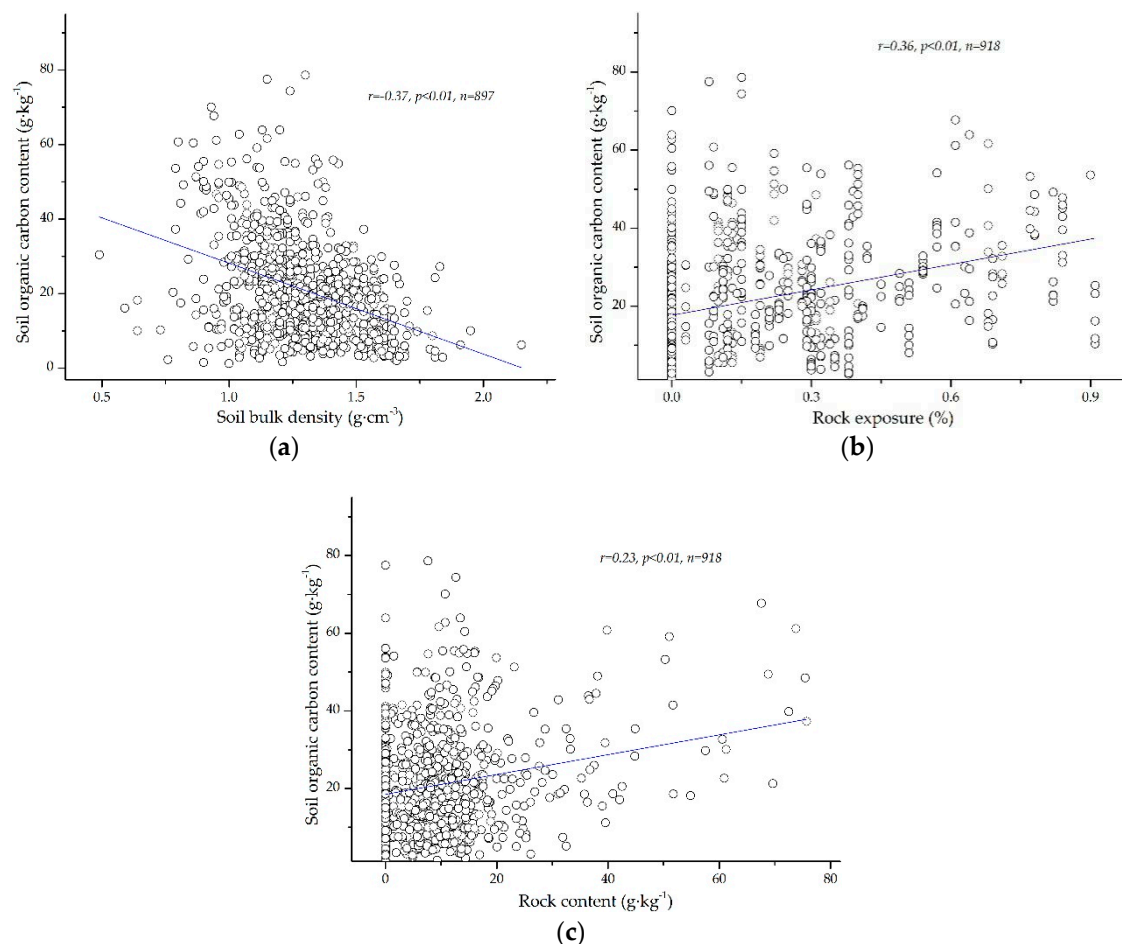 r=-0.37, p<0.01, n=897
Soil organic carbon content (g·kg⁻¹)
80
60
40
20
0
0.5 1.0 1.5 2.0
Soil bulk density (g·cm⁻³)
(a)
r=0.36, p<0.01, n=918
Soil organic carbon content (g·kg⁻¹)
80
60
40
20
0.0 0.3 0.6 0.9
Rock exposure (%)
(b)
r=0.23, p<0.01, n=918
Soil organic carbon content (g·kg⁻¹)
80
60
40
20
0 20 40 60 80
Rock content (g·kg⁻¹)
(c)